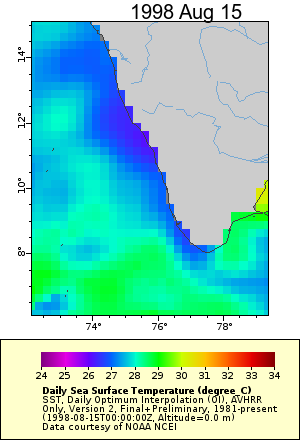 1998 Aug 15
14°
12°
10°
8°
74°
76°
78°
24 25 26 27 28 29 30 31 32 33 34
Daily Sea Surface Temperature (degree_C)
SST, Daily Optimum Interpolation (OI), AVHRR
Only, Version 2, Final+Preliminary, 1981-present
(1998-08-15T00:00:00Z, Altitude=0.0 m)
Data courtesy of NOAA NCEI